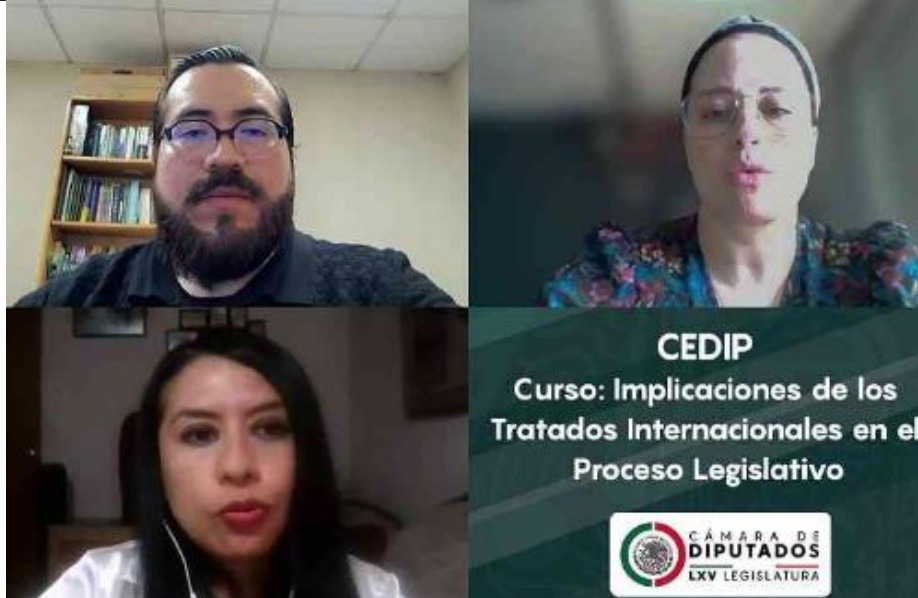 CEDIP
Curso: Implicaciones de los
Tratados Internacionales en el
Proceso Legislativo
CÁMARA DE
DIPUTADOS
LXV LEGISLATURA